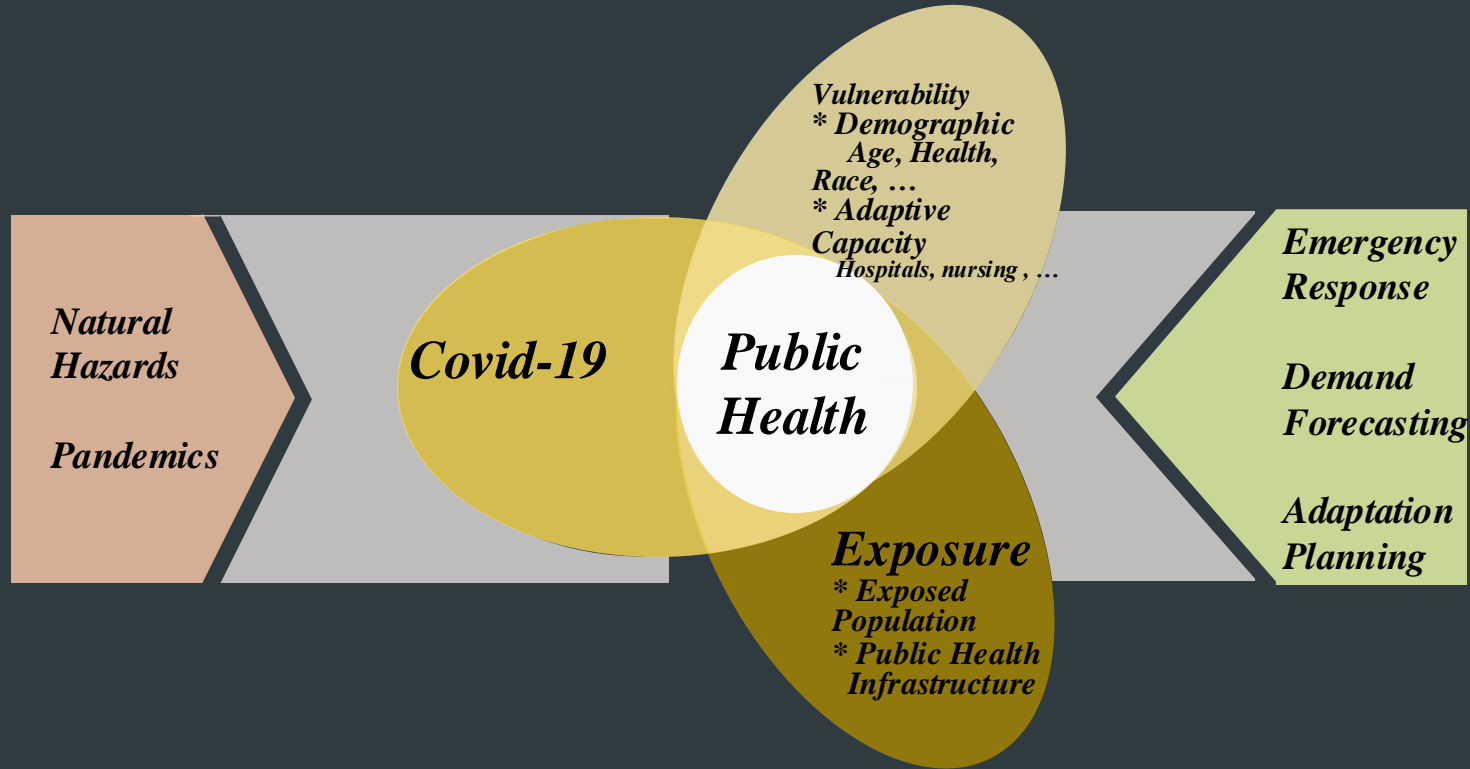 Natural
Hazards
Pandemics
Covid-19
Public
Health
Vulnerability
* Demographic
Age, Health,
Race, …
* Adaptive
Capacity
Hospitals, nursing , …
Exposure
* Exposed
Population
* Public Health
Infrastructure
Emergency
Response
Demand
Forecasting
Adaptation
Planning